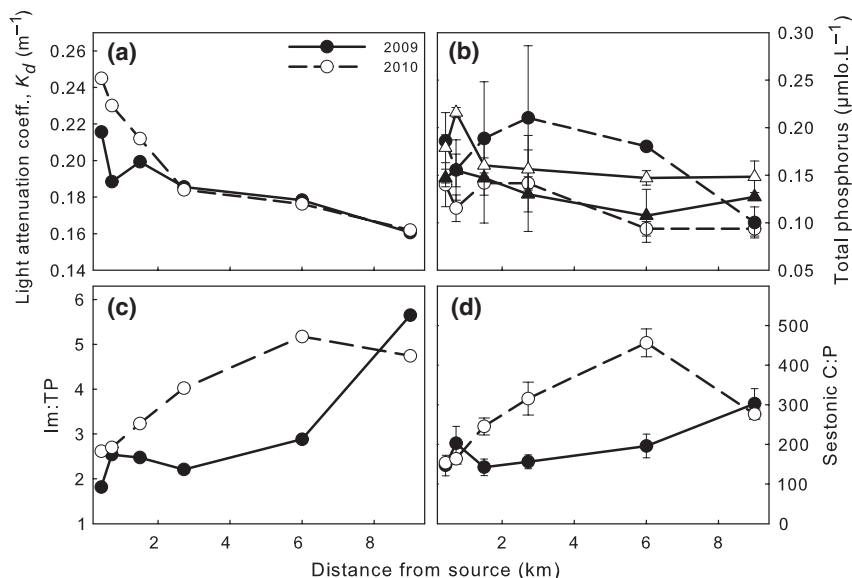 (a)
2009
2010
0.26
0.24
0.22
0.20
0.18
0.16
0.14
Light attenuation coeff., K_d (m⁻¹)
(b)
0.30
0.25
0.20
0.15
0.10
0.05
Total phosphorus (µmlo.L⁻¹)
(c)
6
5
4
3
2
1
Im:TP
2 4 6 8
(d)
500
400
300
200
100
0
Sestonic C:P
2 4 6 8
Distance from source (km)